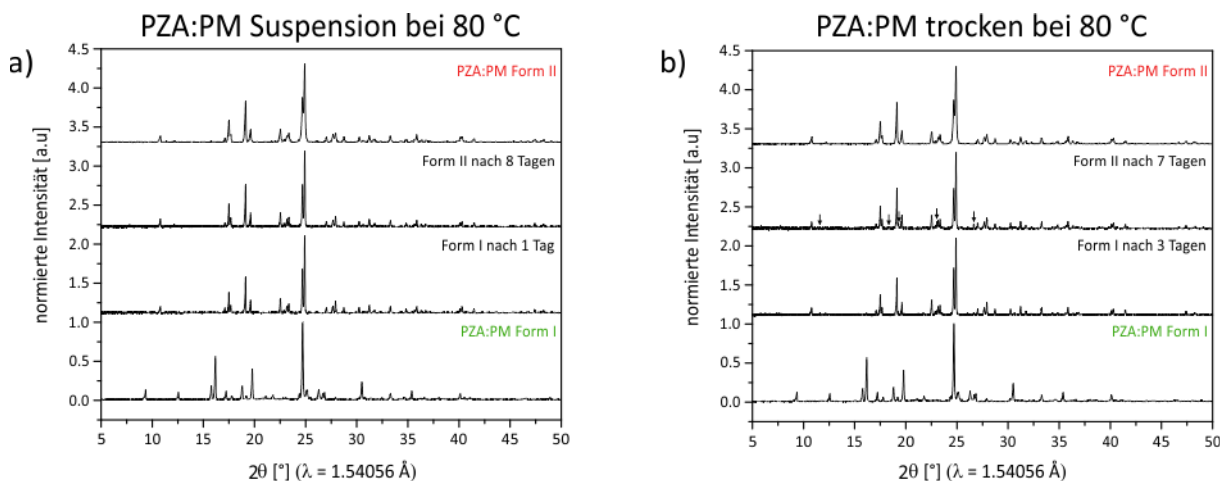 PZA:PM Suspension bei 80 °C
a)
normierte Intensität [a.u]
4.5
4.0
3.5
3.0
2.5
2.0
1.5
1.0
0.5
0.0
PZA:PM Form II
Form II nach 8 Tagen
Form I nach 1 Tag
PZA:PM Form I
5 10 15 20 25 30 35 40 45 50
2θ [°] (λ = 1.54056 Å)
PZA:PM trocken bei 80 °C
b)
normierte Intensität [a.u]
4.5
4.0
3.5
3.0
2.5
2.0
1.5
1.0
0.5
0.0
PZA:PM Form II
Form II nach 7 Tagen
Form I nach 3 Tagen
PZA:PM Form I
5 10 15 20 25 30 35 40 45 50
2θ [°] (λ = 1.54056 Å)